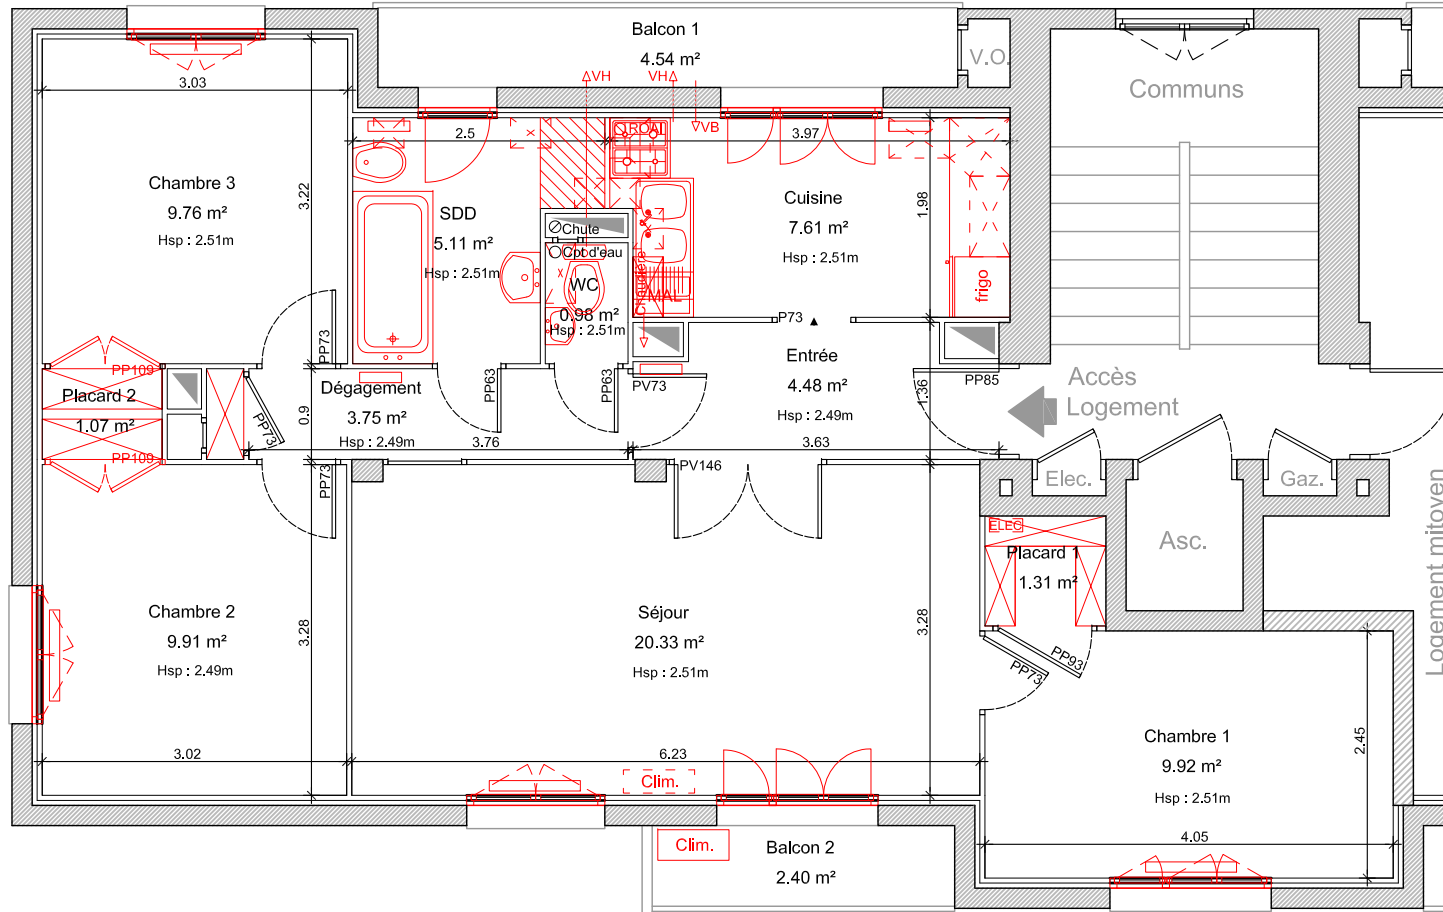 Balcon 1
4.54 m²
V.O.
Communs
VH
VH
VB
3.03
2.5
ROAI
3.97
Chambre 3
9.76 m²
Hsp : 2.51m
3.22
SDD
5.11 m²
Hsp : 2.51m
Chute
Cpt d'eau
WC
0.98 m²
Hsp : 2.51m
Chaudière
MAL
Cuisine
7.61 m²
Hsp : 2.51m
1.98
frigo
P73
PP73
PP109
Placard 2
1.07 m²
PP109
PP73
0.9
Dégagement
3.75 m²
Hsp : 2.49m
3.76
PP63
PP63
PV73
Entrée
4.48 m²
Hsp : 2.49m
3.63
1.36
PP85
Accès
Logement
PP73
PV146
Elec.
Gaz.
Asc.
ELEC
Placard 1
1.31 m²
Logement mitoyen
Chambre 2
9.91 m²
Hsp : 2.49m
3.28
Séjour
20.33 m²
Hsp : 2.51m
3.28
PP93
PP73
Chambre 1
9.92 m²
Hsp : 2.51m
2.45
3.02
6.23
Clim.
4.05
Clim.
Balcon 2
2.40 m²